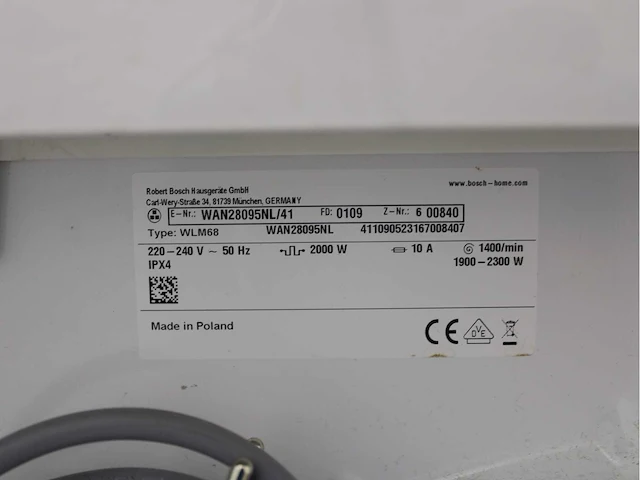 Robert Bosch Hausgeräte GmbH
Carl-Wery-Straße 34, 81739 München, GERMANY
www.bosch-home.com
E-Nr.: WAN28095NL/41 FD: 0109 Z-Nr.: 6 00840
Type: WLM68 WAN28095NL 411090523167008407
220-240 V ~ 50 Hz 2000 W 10 A 1400/min
IPX4 1900-2300 W
Made in Poland
CE DVE